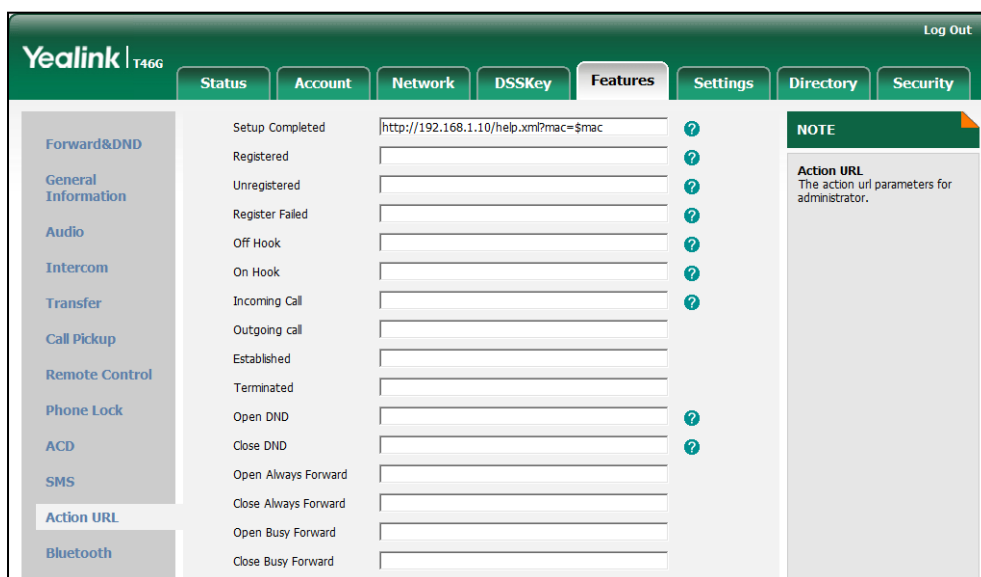 Log Out
Yealink T46G
Status Account Network DSSKey Features Settings Directory Security
Forward&DND
General
Information
Audio
Intercom
Transfer
Call Pickup
Remote Control
Phone Lock
ACD
SMS
Action URL
Bluetooth
Setup Completed http://192.168.1.10/help.xml?mac=$mac ?
Registered ?
Unregistered ?
Register Failed ?
Off Hook ?
On Hook ?
Incoming Call ?
Outgoing call
Established
Terminated
Open DND ?
Close DND ?
Open Always Forward
Close Always Forward
Open Busy Forward
Close Busy Forward
NOTE
Action URL
The action url parameters for
administrator.